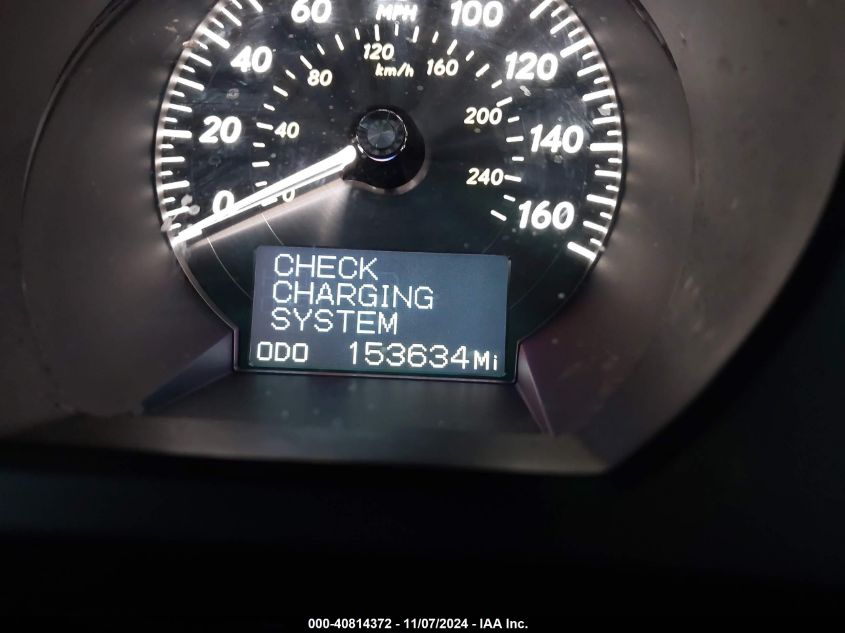 60 MPH 100
40 120 120
80 km/h 160
20 40 200 140
240
0 0 160
CHECK
CHARGING
SYSTEM
ODO 153634Mi
000-40814372 - 11/07/2024 - IAA Inc.